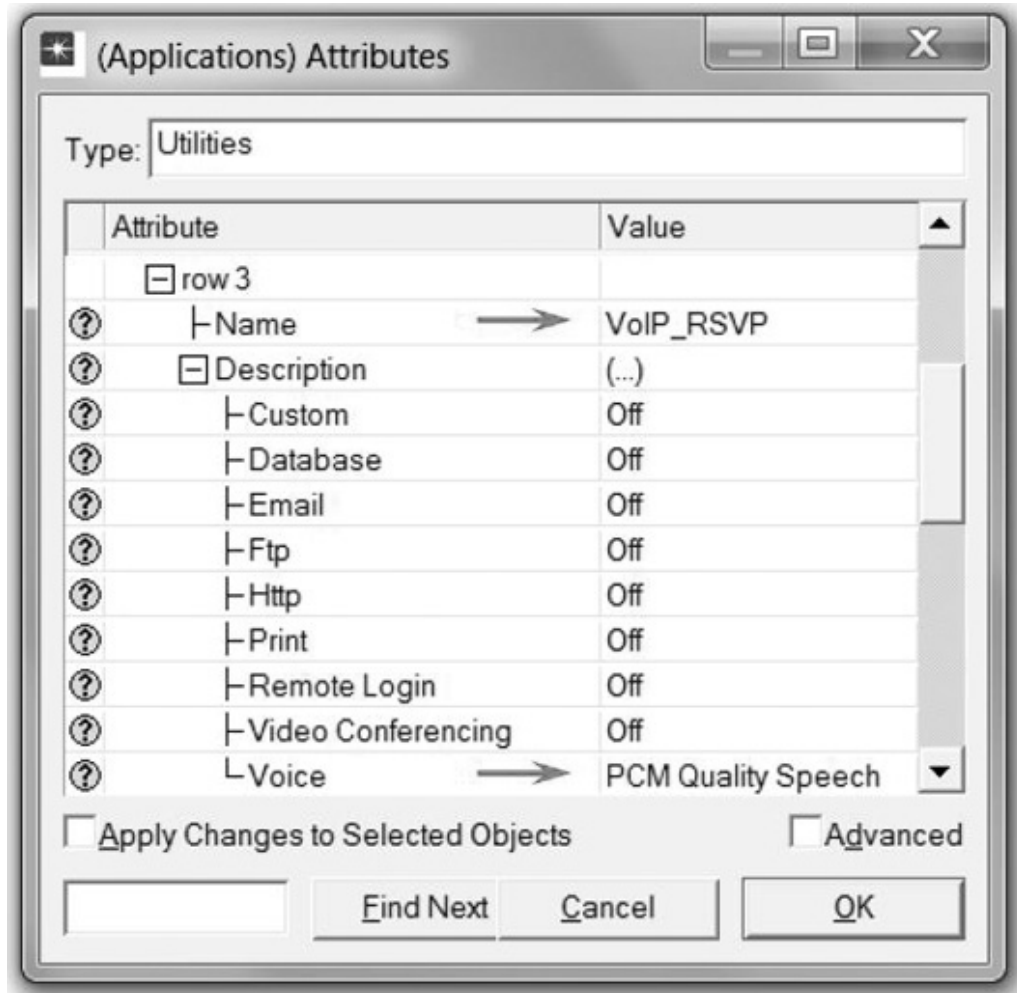 (Applications) Attributes
Type: Utilities
Attribute Value
row 3
Name VoIP_RSVP
Description (...)
Custom Off
Database Off
Email Off
Ftp Off
Http Off
Print Off
Remote Login Off
Video Conferencing Off
Voice PCM Quality Speech
Apply Changes to Selected Objects Advanced
Find Next Cancel OK